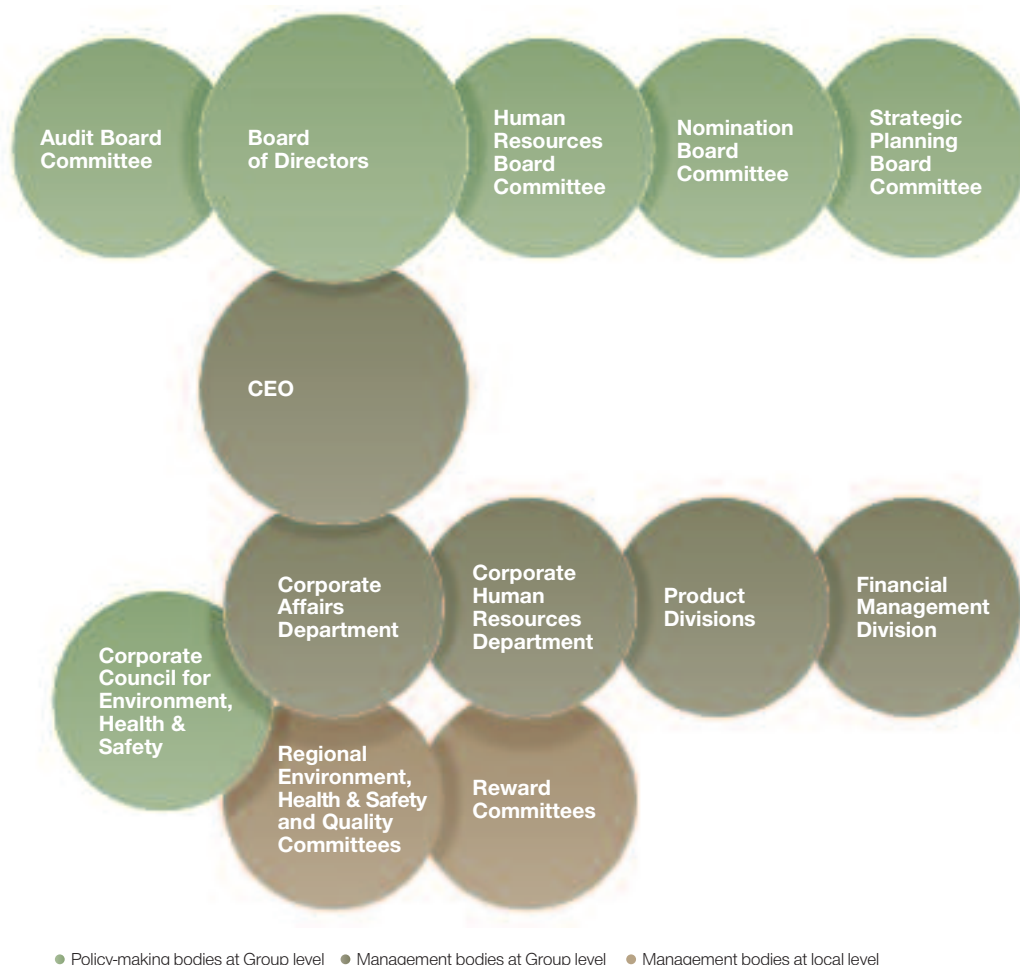 Audit Board
Committee
Board
of Directors
Human
Resources
Board
Committee
Nomination
Board
Committee
Strategic
Planning
Board
Committee
CEO
Corporate
Affairs
Department
Corporate
Human
Resources
Department
Product
Divisions
Financial
Management
Division
Corporate
Council for
Environment,
Health &
Safety
Regional
Environment,
Health & Safety
and Quality
Committees
Reward
Committees
Policy-making bodies at Group level
Management bodies at Group level
Management bodies at local level